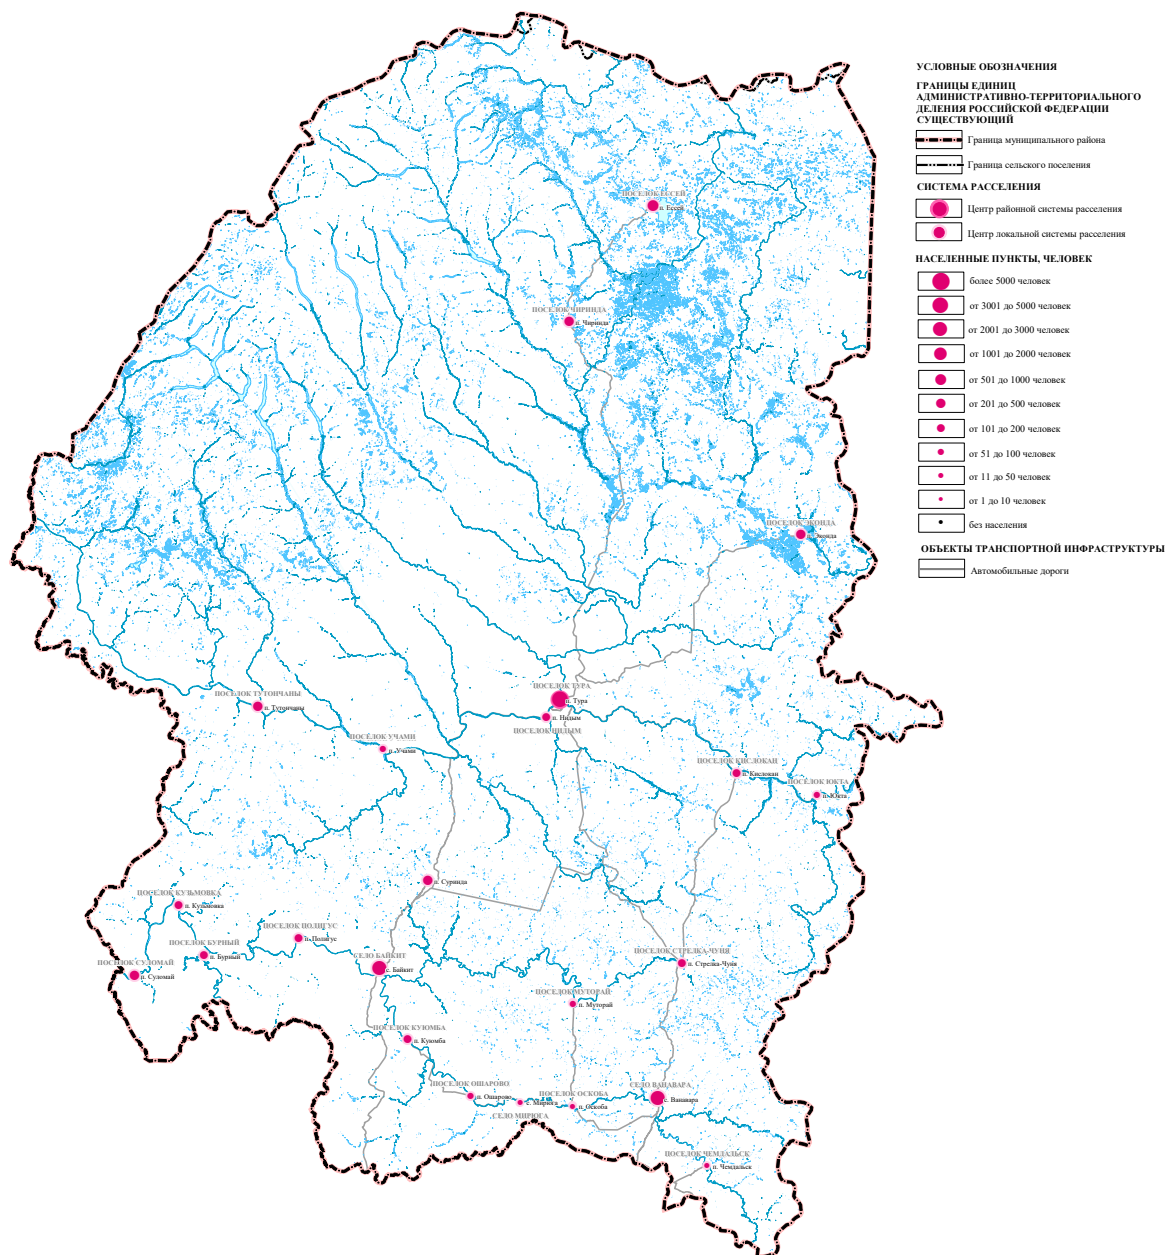 УСЛОВНЫЕ ОБОЗНАЧЕНИЯ
ГРАНИЦЫ ЕДИНИЦ
АДМИНИСТРАТИВНО-ТЕРРИТОРИАЛЬНОГО
ДЕЛЕНИЯ РОССИЙСКОЙ ФЕДЕРАЦИИ
СУЩЕСТВУЮЩИЙ
Граница муниципального района
Граница сельского поселения
СИСТЕМА РАССЕЛЕНИЯ
Центр районной системы расселения
Центр локальной системы расселения
НАСЕЛЕННЫЕ ПУНКТЫ, ЧЕЛОВЕК
более 5000 человек
от 3001 до 5000 человек
от 2001 до 3000 человек
от 1001 до 2000 человек
от 501 до 1000 человек
от 201 до 500 человек
от 101 до 200 человек
от 51 до 100 человек
от 11 до 50 человек
от 1 до 10 человек
без населения
ОБЪЕКТЫ ТРАНСПОРТНОЙ ИНФРАСТРУКТУРЫ
Автомобильные дороги
ПОСЕЛОК ЕССЕЙ
п. Ессей
ПОСЕЛОК ЧИРИНДА
п. Чиринда
ПОСЕЛОК ЭКОНДА
п. Эконда
ПОСЕЛОК ТУРА
п. Тура
п. Нидым
ПОСЕЛОК НИДЫМ
ПОСЕЛОК ТУТОНЧАНЫ
п. Тутончаны
ПОСЁЛОК УЧАМИ
п. Учами
ПОСЕЛОК КИСЛОКАН
п. Кислокан
ПОСЕЛОК ЮКТА
п. Юкта
п. Суринда
ПОСЕЛОК КУЗЬМОВКА
п. Кузьмовка
ПОСЕЛОК ПОЛИГУС
п. Полигус
ПОСЕЛОК БУРНЫЙ
п. Бурный
ПОСЕЛОК СУЛОМАЙ
п. Суломай
СЕЛО БАЙКИТ
с. Байкит
ПОСЕЛОК СТРЕЛКА-ЧУНЯ
п. Стрелка-Чуня
ПОСЕЛОК МУТОРАЙ
п. Муторай
ПОСЕЛОК КУЮМБА
п. Куюмба
ПОСЕЛОК ОШАРОВО
п. Ошарово
с. Мирюга
СЕЛО МИРЮГА
ПОСЕЛОК ОСКОБА
п. Оскоба
СЕЛО ВАНАВАРА
с. Ванавара
ПОСЕЛОК ЧЕМДАЛЬСК
п. Чемдальск